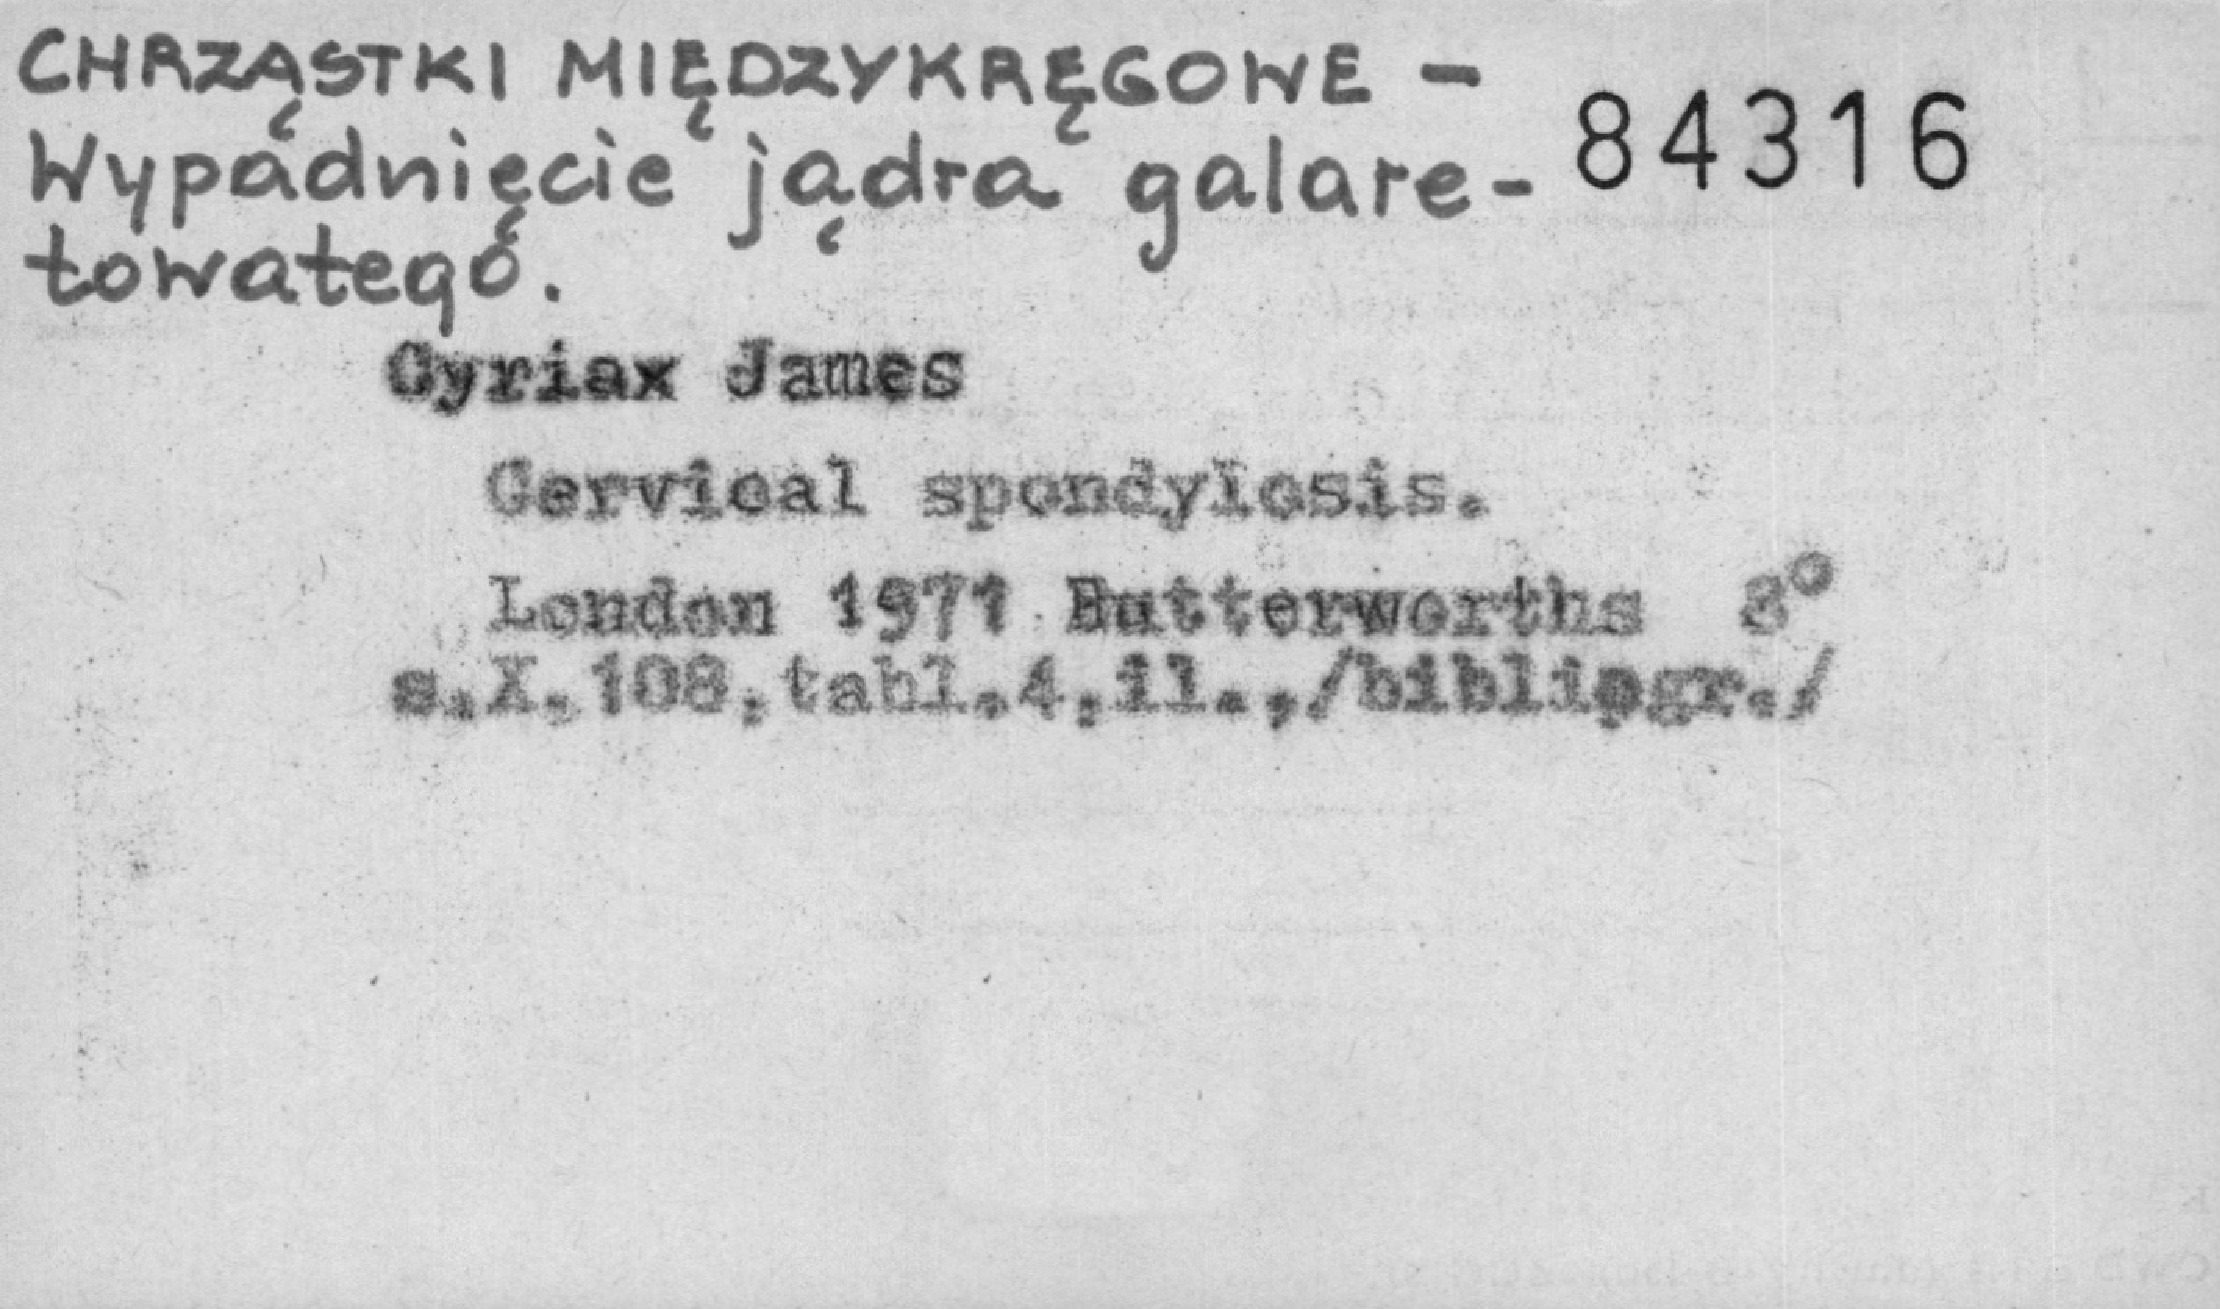 CHRZĄSTKI MIĘDZYKRĘGOWE -
Wypadnięcie jądra galare-
towatego.
84316
Cyriax James
Cervical spondylosis.
London 1971 Butterworths 8°
s.X,108,tabl.4,il.,/bibliogr./